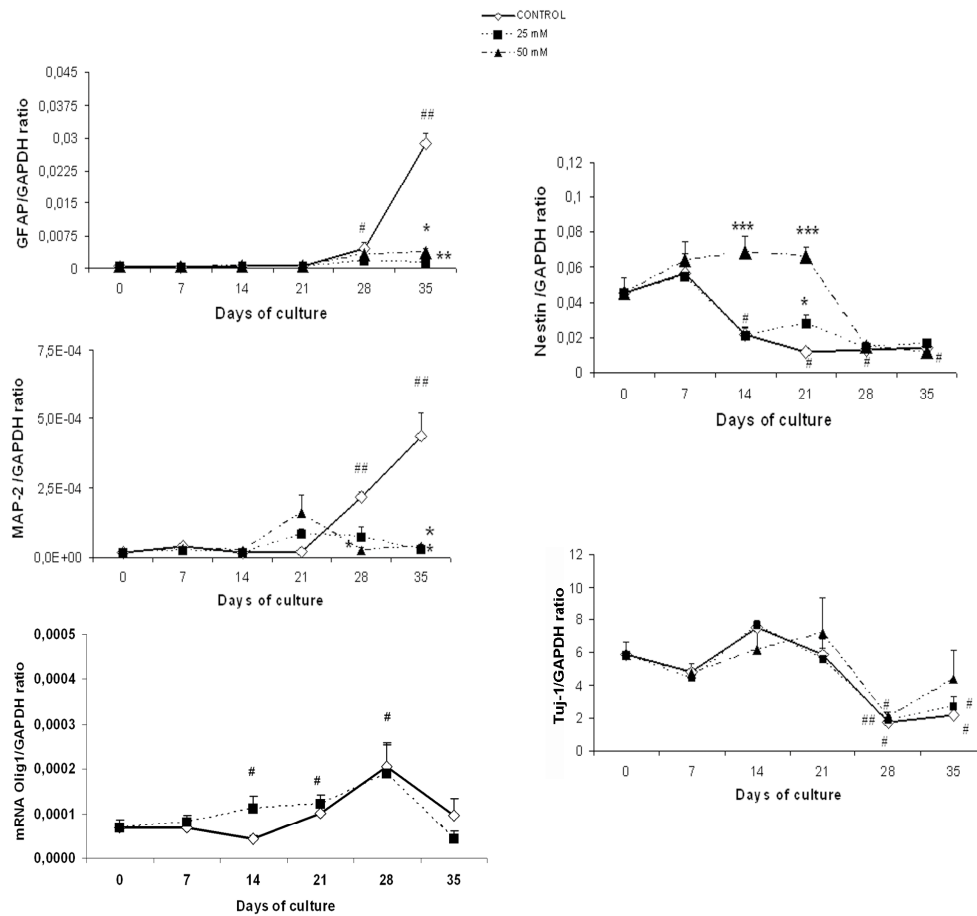 CONTROL
25 mM
50 mM
GFAP/GAPDH ratio
0,045
0,0375
0,03
0,0225
0,015
0,0075
0
##
#
*
**
0 7 14 21 28 35
Days of culture
MAP-2 /GAPDH ratio
7,5E-04
5,0E-04
2,5E-04
0,0E+00
##
##
*
*
*
0 7 14 21 28 35
Days of culture
mRNA Olig1/GAPDH ratio
0,0005
0,0004
0,0003
0,0002
0,0001
0,0000
#
#
#
0 7 14 21 28 35
Days of culture
Nestin /GAPDH ratio
0,12
0,1
0,08
0,06
0,04
0,02
0
***
***
*
#
#
#
#
0 7 14 21 28 35
Days of culture
Tuj-1/GAPDH ratio
12
10
8
6
4
2
0
#
##
#
#
#
0 7 14 21 28 35
Days of culture